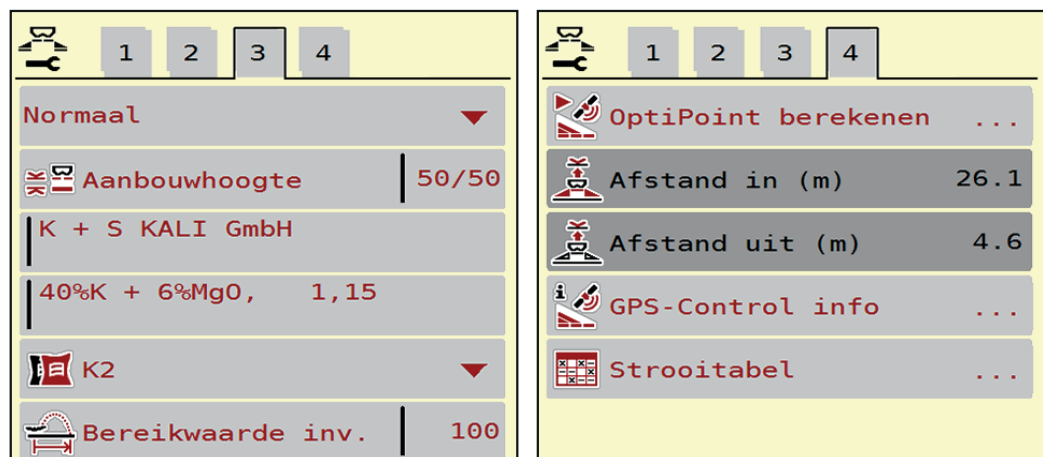 1 2 3 4
Normaal
Aanbouwhoogte 50/50
K + S KALI GmbH
40%K + 6%MgO, 1,15
K2
Bereikwaarde inv. 100
1 2 3 4
OptiPoint berekenen ...
Afstand in (m) 26.1
Afstand uit (m) 4.6
i
GPS-Control info ...
Strooitabel ...